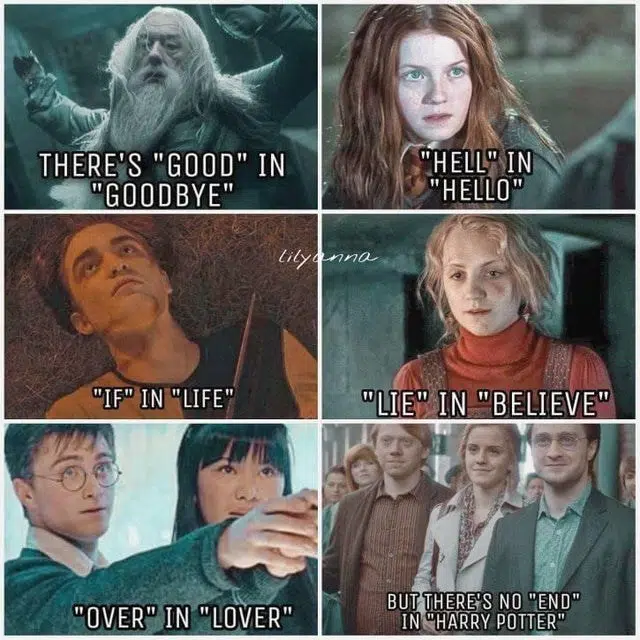 THERE'S "GOOD" IN
"GOODBYE"
"HELL" IN
"HELLO"
lilyanna
"IF" IN "LIFE"
"LIE" IN "BELIEVE"
"OVER" IN "LOVER"
BUT THERE'S NO "END"
IN "HARRY POTTER"